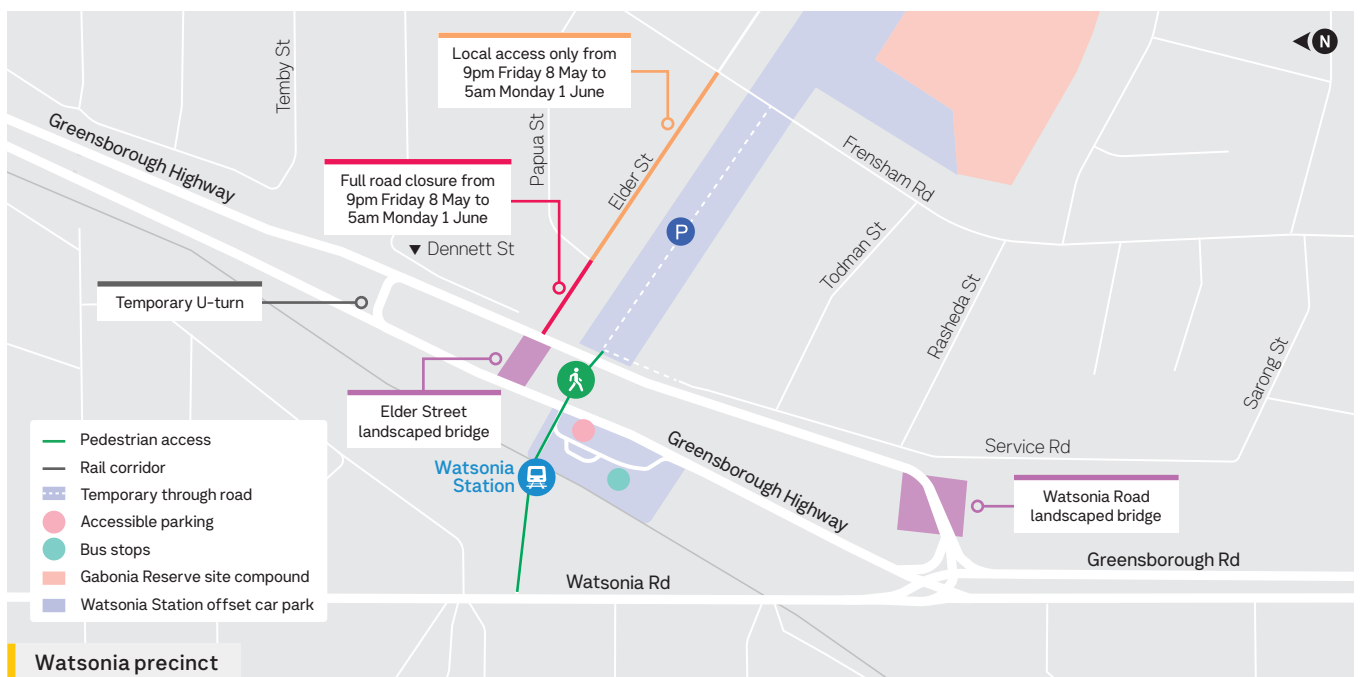 N
Temby St
Local access only from
9pm Friday 8 May to
5am Monday 1 June
Greensborough Highway
Papua St
Elder St
Full road closure from
9pm Friday 8 May to
5am Monday 1 June
Frensham Rd
P
▼ Dennett St
Todman St
Temporary U-turn
Rasheda St
Sarong St
Elder Street
landscaped bridge
Pedestrian access
Rail corridor
Temporary through road
Accessible parking
Bus stops
Gabonia Reserve site compound
Watsonia Station offset car park
Watsonia
Station
Greensborough Highway
Service Rd
Watsonia Road
landscaped bridge
Greensborough Rd
Watsonia Rd
Watsonia precinct